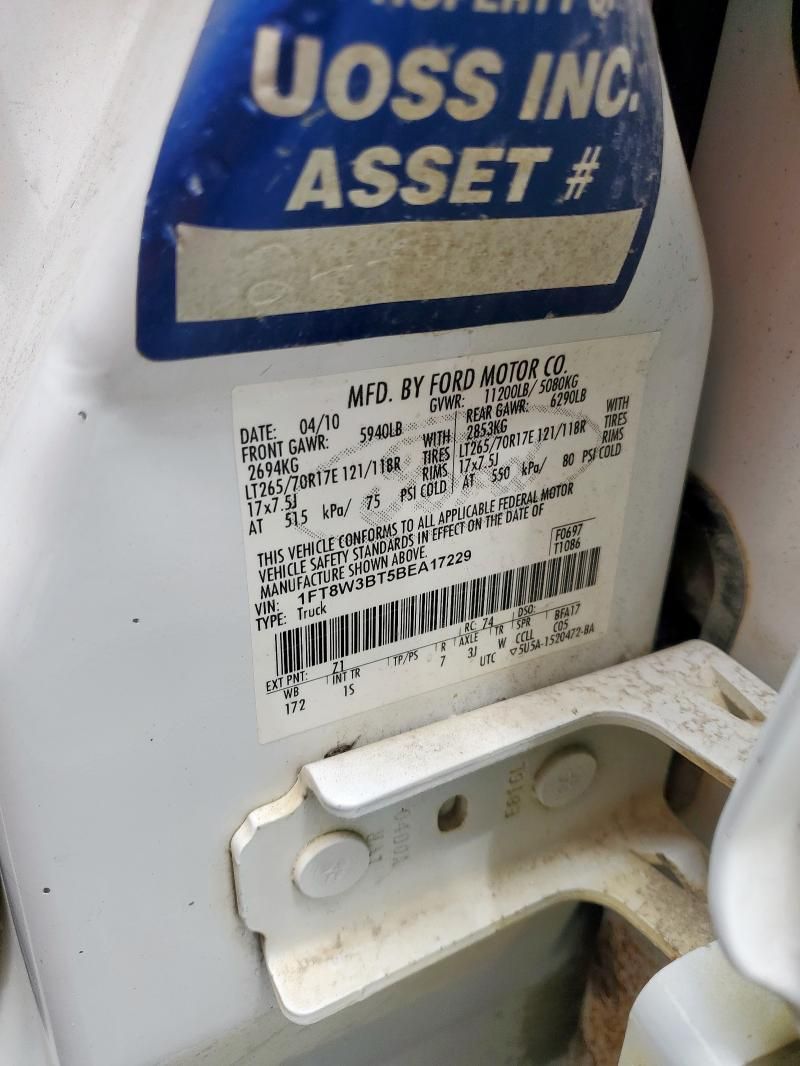 PROPERTY OF
UOSS INC.
ASSET #
MFD. BY FORD MOTOR CO.
DATE: 04/10 GVWR: 11200LB/ 5080KG
FRONT GAWR: 5940LB REAR GAWR: 6290LB
2694KG WITH 2853KG WITH
LT265/70R17E 121/118R TIRES LT265/70R17E 121/118R TIRES
17x7.5J RIMS 17x7.5J RIMS
AT 515 kPa/ 75 PSI COLD AT 550 kPa/ 80 PSI COLD
THIS VEHICLE CONFORMS TO ALL APPLICABLE FEDERAL MOTOR
VEHICLE SAFETY STANDARDS IN EFFECT ON THE DATE OF
MANUFACTURE SHOWN ABOVE. F0697
VIN: 1FT8W3BT5BEA17229 T1086
TYPE: Truck
EXT PNT: Z1 RC: 74 DSO:
WB INT TR TP/PS R AXLE TR SPR BFA17
172 1S 7 3J W CCLL C05
UTC ▽5U5A-1520472-BA
E81CL